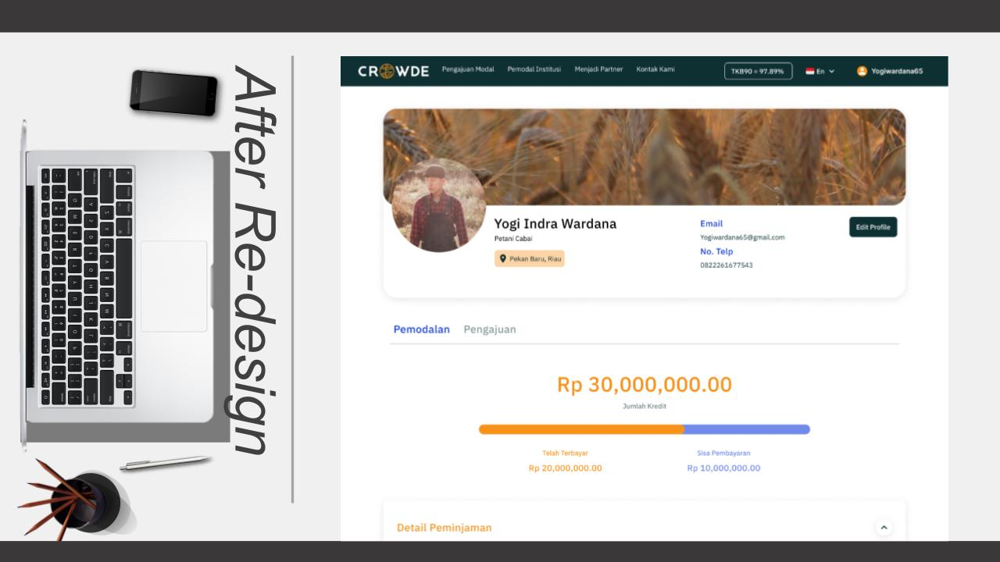 After Re-design
CROWDE
Pengajuan Modal
Pemodal Institusi
Menjadi Partner
Kontak Kami
TKB90 = 97.89%
En
Yogiwardana65
Yogi Indra Wardana
Petani Cabai
Pekan Baru, Riau
Email
Yogiwardana65@gmail.com
No. Telp
0822261677543
Edit Profile
Pemodalan
Pengajuan
Rp 30,000,000.00
Jumlah Kredit
Telah Terbayar
Rp 20,000,000.00
Sisa Pembayaran
Rp 10,000,000.00
Detail Peminjaman